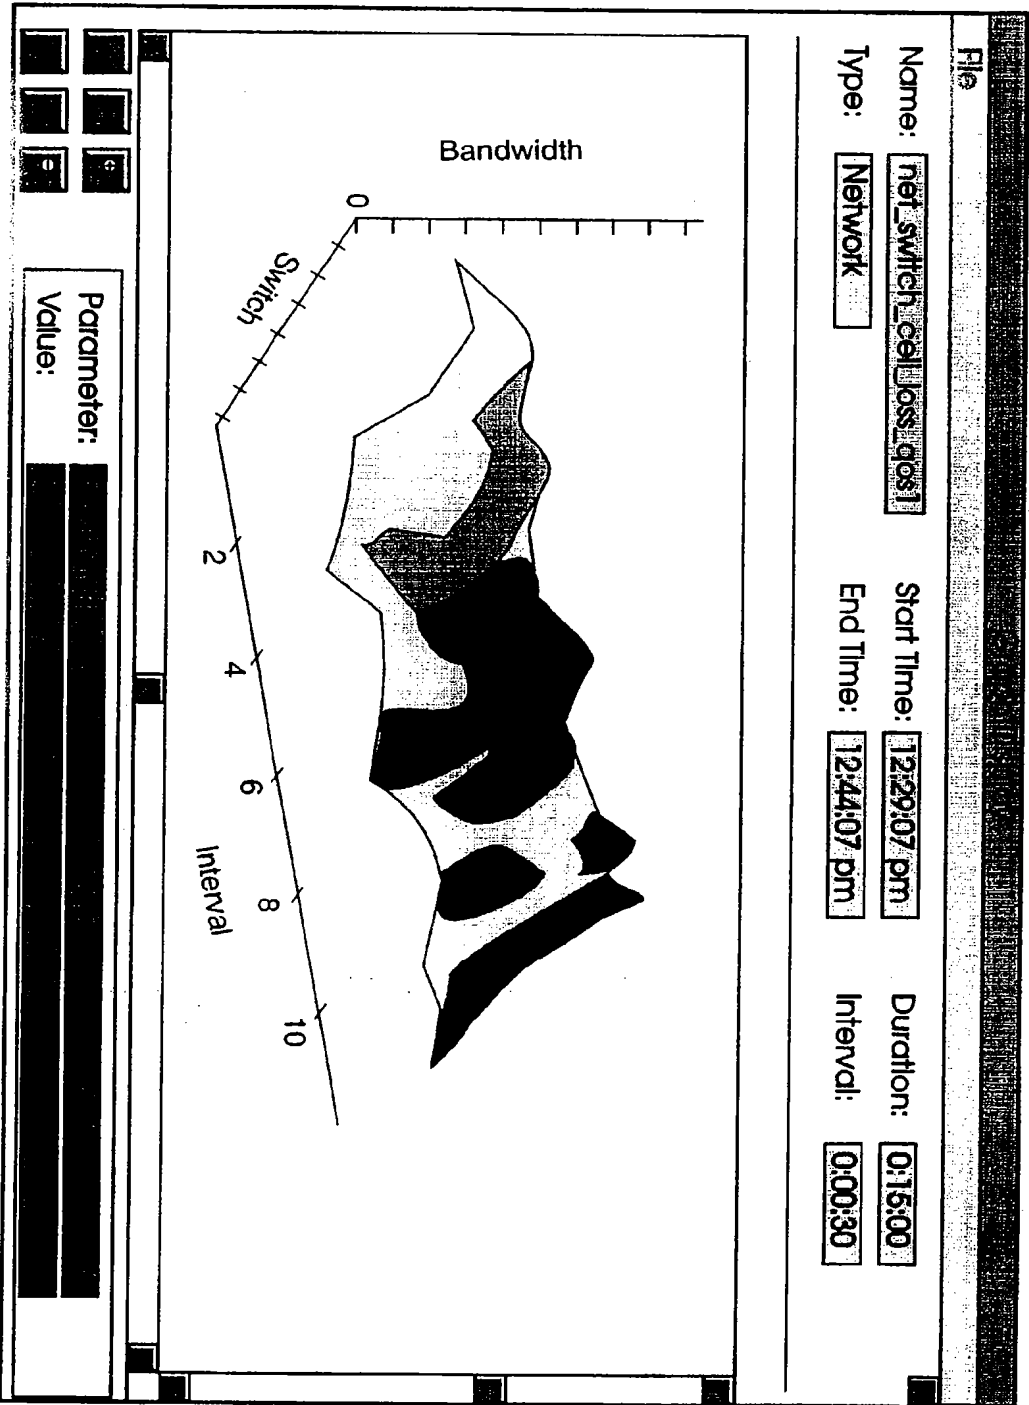 File
Name: net_switch_cell_loss_qos1 Start Time: 12:29:07 pm Duration: 0:15:00
Type: Network End Time: 12:44:07 pm Interval: 0:00:30
Bandwidth
0
Switch
2
4
6
8
10
Interval
Parameter:
Value: